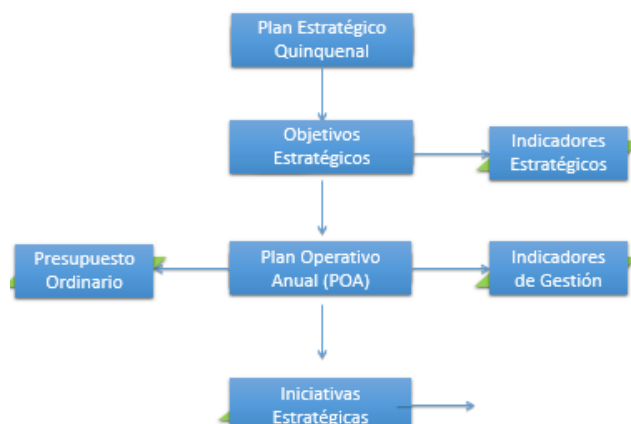 Plan Estratégico
Quinquenal
Objetivos
Estratégicos
Indicadores
Estratégicos
Presupuesto
Ordinario
Plan Operativo
Anual (POA)
Indicadores
de Gestión
Iniciativas
Estratégicas